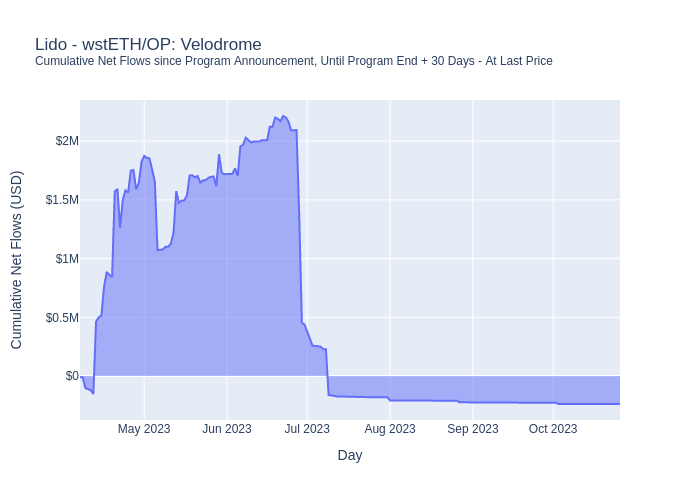 Lido - wstETH/OP: Velodrome
Cumulative Net Flows since Program Announcement, Until Program End + 30 Days - At Last Price
Cumulative Net Flows (USD)
$2M
$1.5M
$1M
$0.5M
$0
May 2023
Jun 2023
Jul 2023
Aug 2023
Sep 2023
Oct 2023
Day